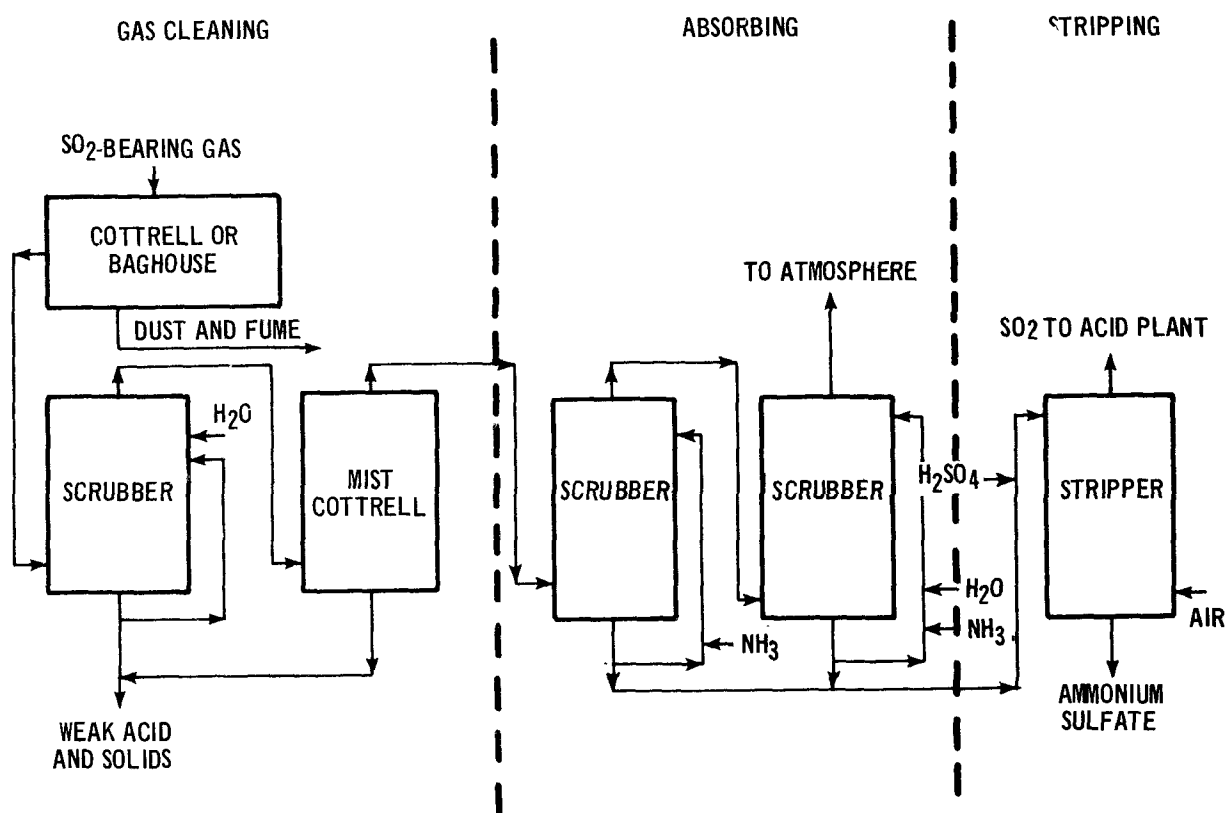 GAS CLEANING
ABSORBING
STRIPPING
SO2-BEARING GAS
COTTRELL OR
BAGHOUSE
DUST AND FUME
TO ATMOSPHERE
SO2 TO ACID PLANT
H2O
SCRUBBER
MIST
COTTRELL
SCRUBBER
SCRUBBER
H2SO4
STRIPPER
H2O
NH3
NH3
AIR
WEAK ACID
AND SOLIDS
AMMONIUM
SULFATE